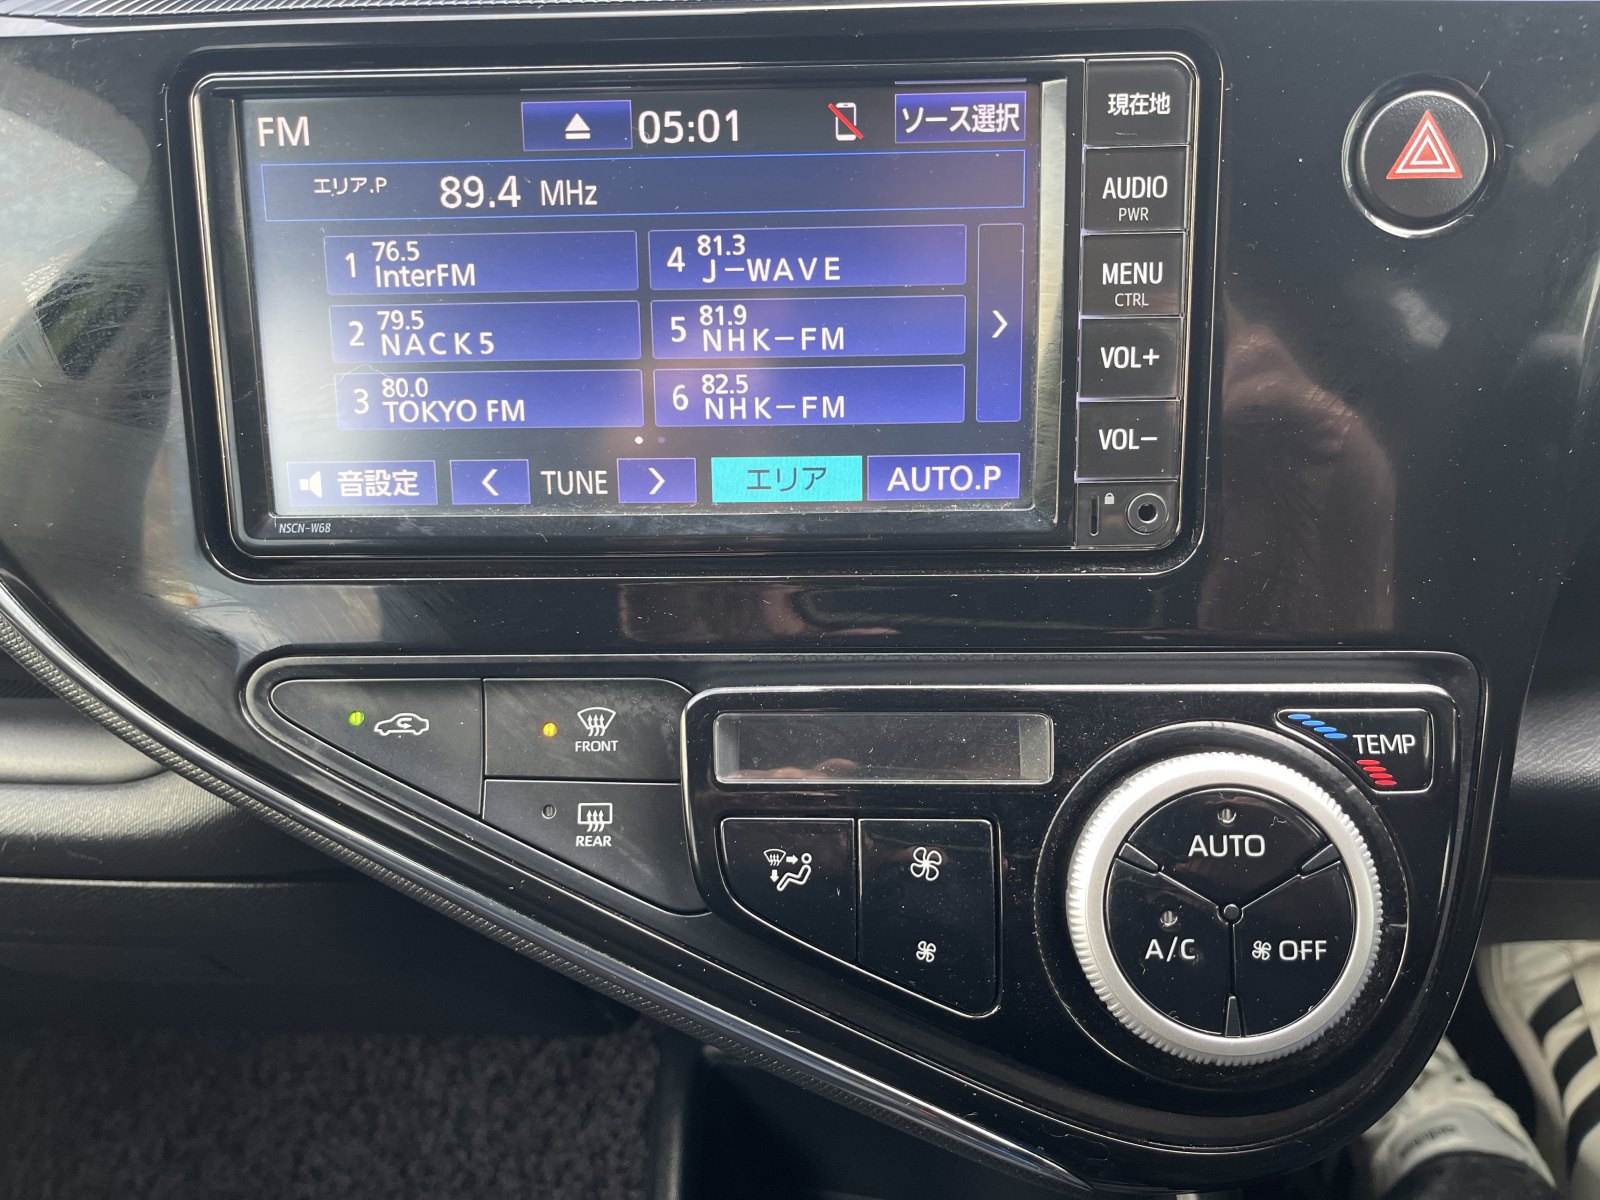 FM
05:01
ソース選択
エリア.P
89.4 MHz
1 76.5
InterFM
2 79.5
NACK5
3 80.0
TOKYO FM
4 81.3
J-WAVE
5 81.9
NHK-FM
6 82.5
NHK-FM
音設定
TUNE
エリア
AUTO.P
NSCN-W68
現在地
AUDIO
PWR
MENU
CTRL
VOL+
VOL-
FRONT
REAR
TEMP
AUTO
A/C
OFF